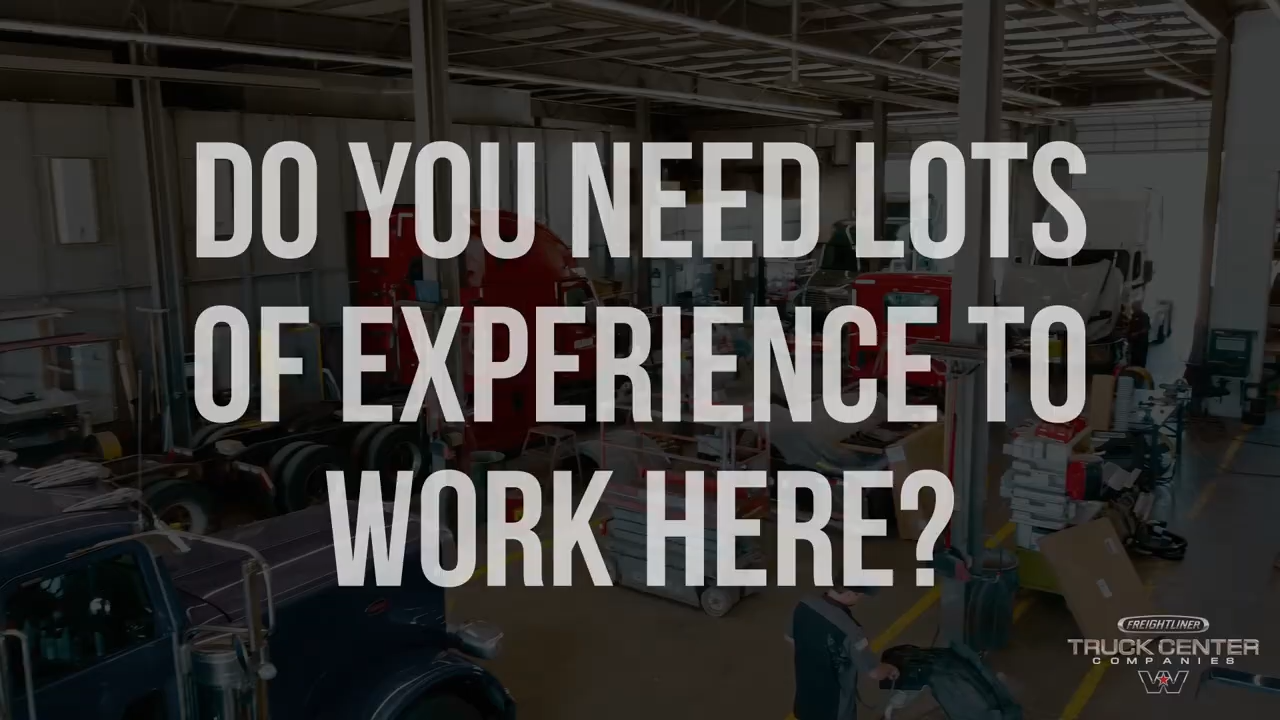 DO YOU NEED LOTS
OF EXPERIENCE TO
WORK HERE?
FREIGHTLINER
TRUCK CENTER
COMPANIES